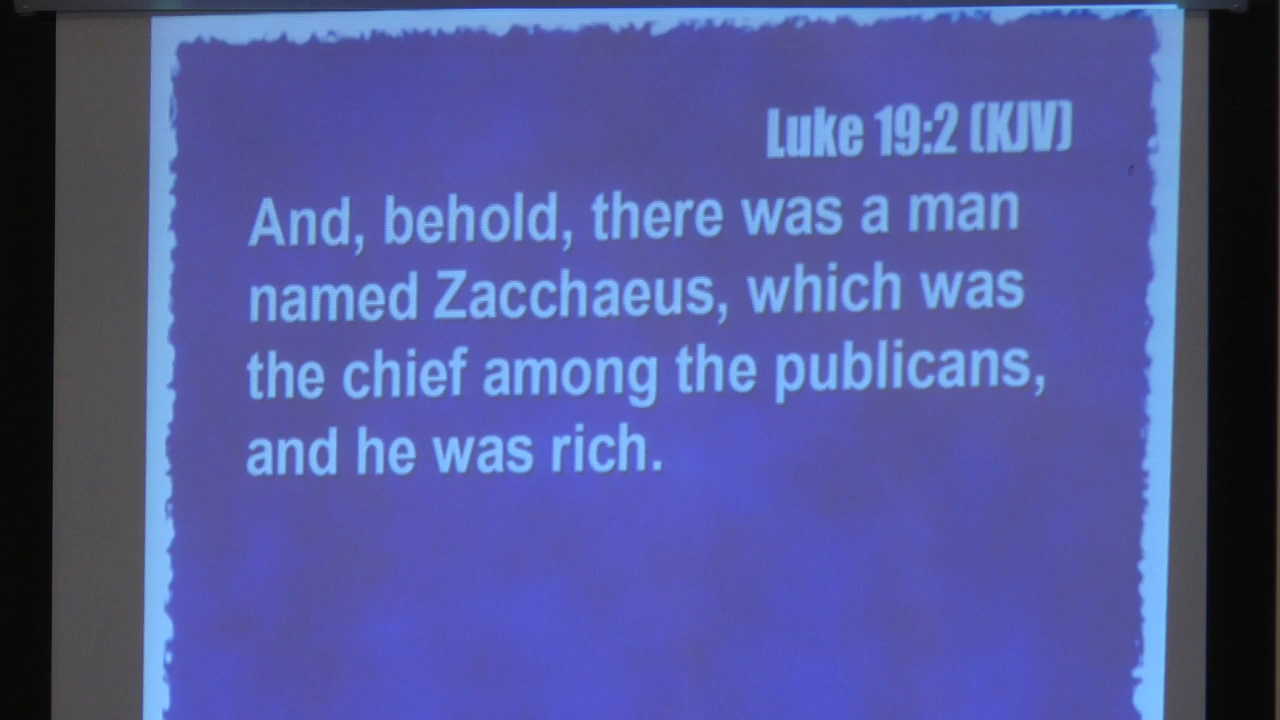 Luke 19:2 (KJV)
And, behold, there was a man
named Zacchaeus, which was
the chief among the publicans,
and he was rich.